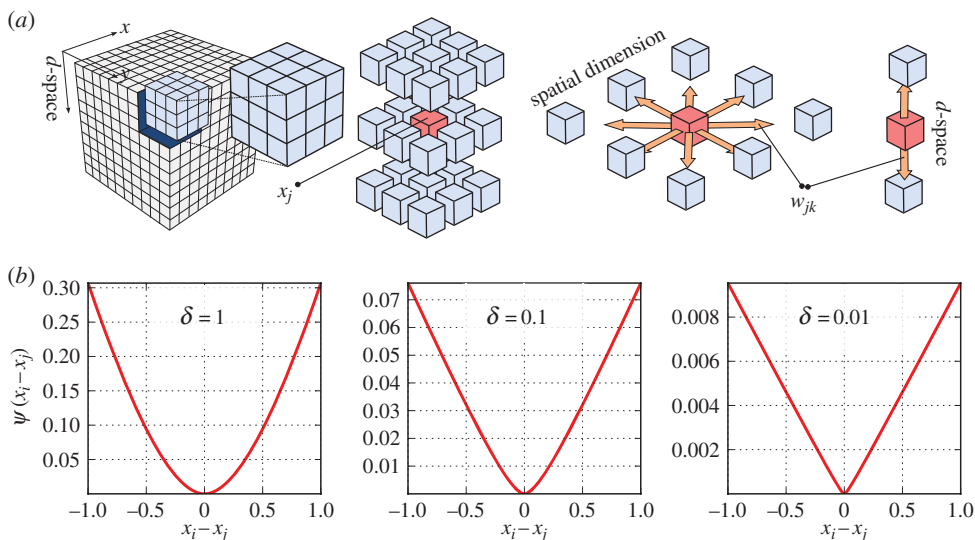 (a)
x
y
d-space
x_j
spatial dimension
w_jk
d-space
(b)
ψ (x_i – x_j)
0.30
0.25
0.20
0.15
0.10
0.05
δ = 1
–1.0 –0.5 0 0.5 1.0
x_i – x_j
0.07
0.06
0.05
0.04
0.03
0.02
0.01
δ = 0.1
–1.0 –0.5 0 0.5 1.0
x_i – x_j
0.008
0.006
0.004
0.002
δ = 0.01
–1.0 –0.5 0 0.5 1.0
x_i – x_j